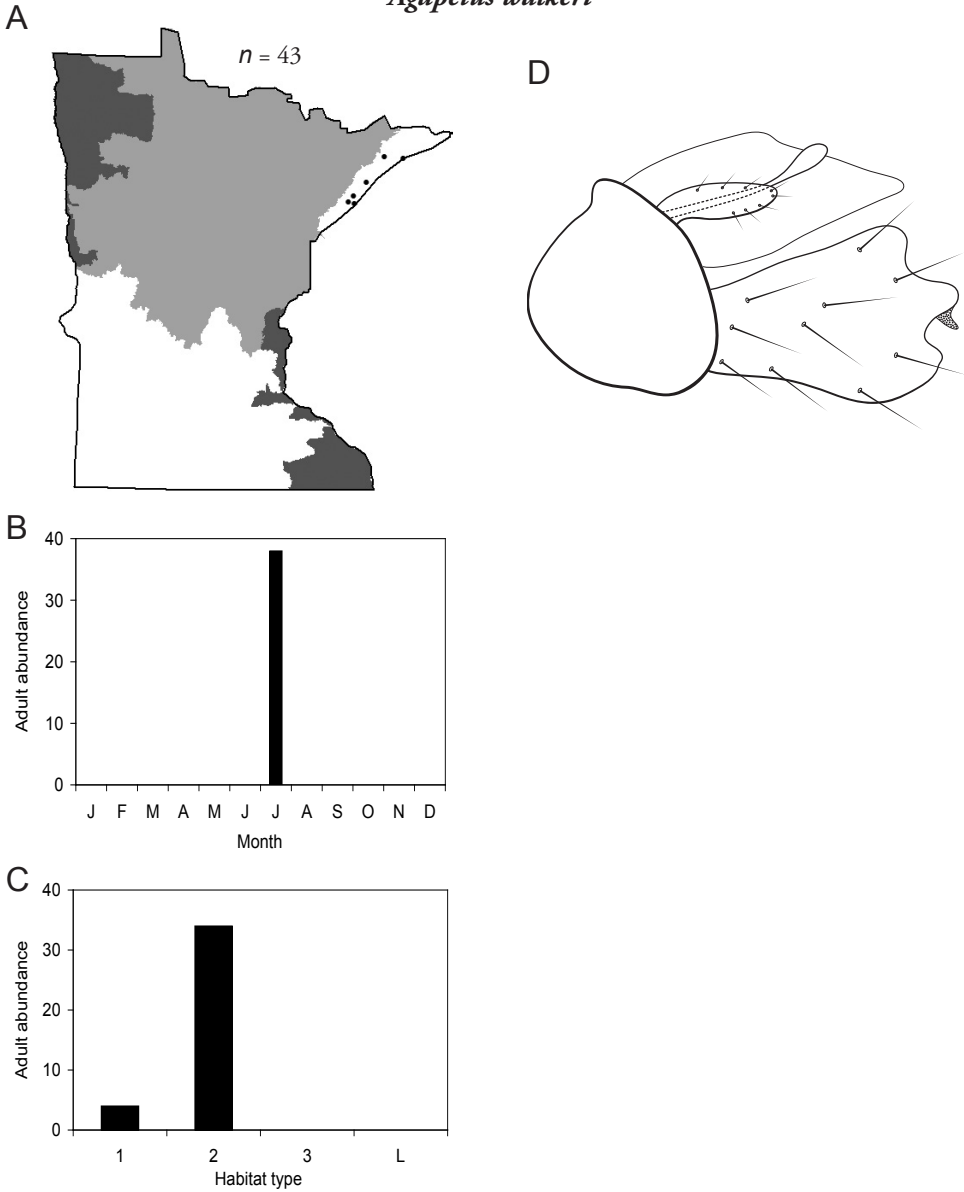 Agapetus walkeri
A
n = 43
B
40
30
20
10
0
Adult abundance
J F M A M J J A S O N D
Month
C
40
30
20
10
0
Adult abundance
1 2 3 L
Habitat type
D